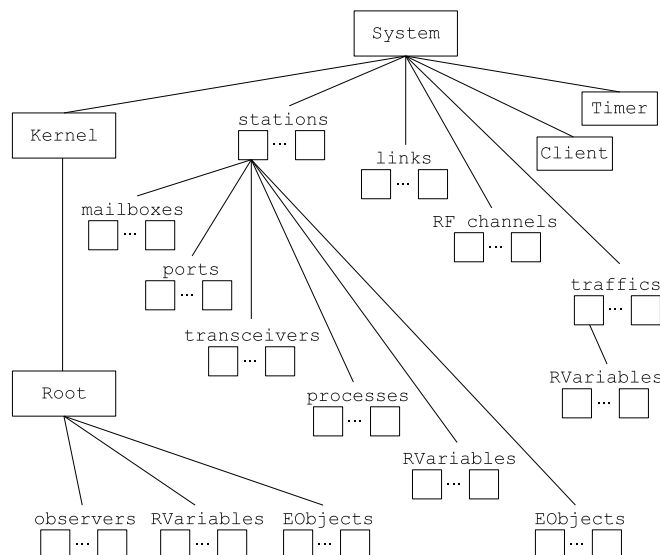 System
Timer
Kernel
stations
Client
links
mailboxes
RF channels
ports
traffics
transceivers
RVariables
Root
processes
RVariables
observers
RVariables
EObjects
EObjects